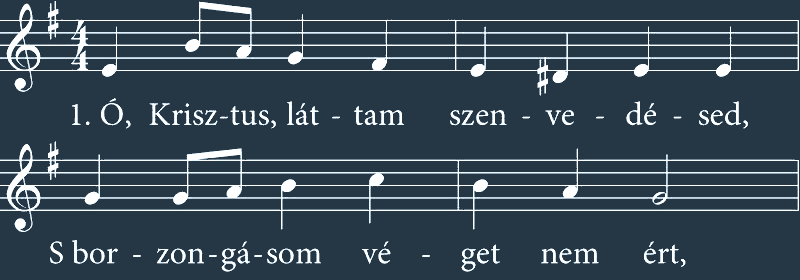 1. Ó, Krisz-tus, lát - tam szen - ve - dé - sed,
S bor - zon-gá-som vé - get nem ért,